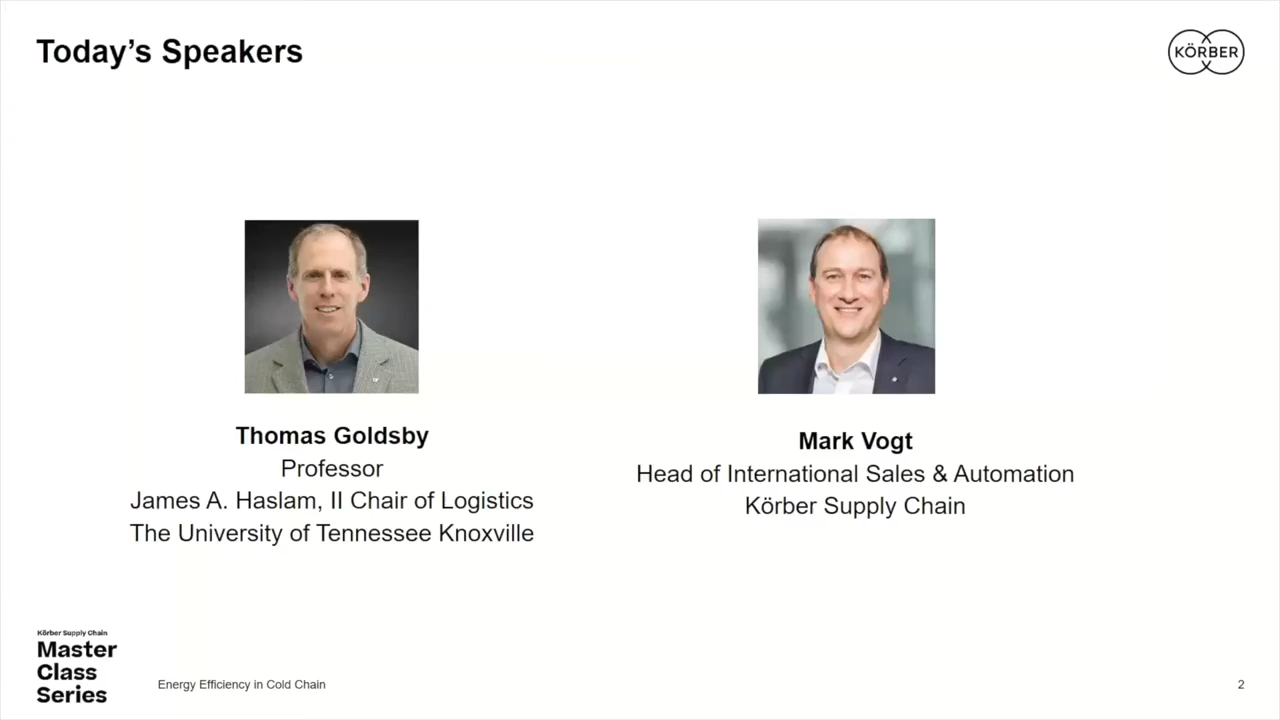 Today's Speakers
KÖRBER
Thomas Goldsby
Professor
James A. Haslam, II Chair of Logistics
The University of Tennessee Knoxville
Mark Vogt
Head of International Sales & Automation
Körber Supply Chain
Körber Supply Chain
Master
Class
Series
Energy Efficiency in Cold Chain
2